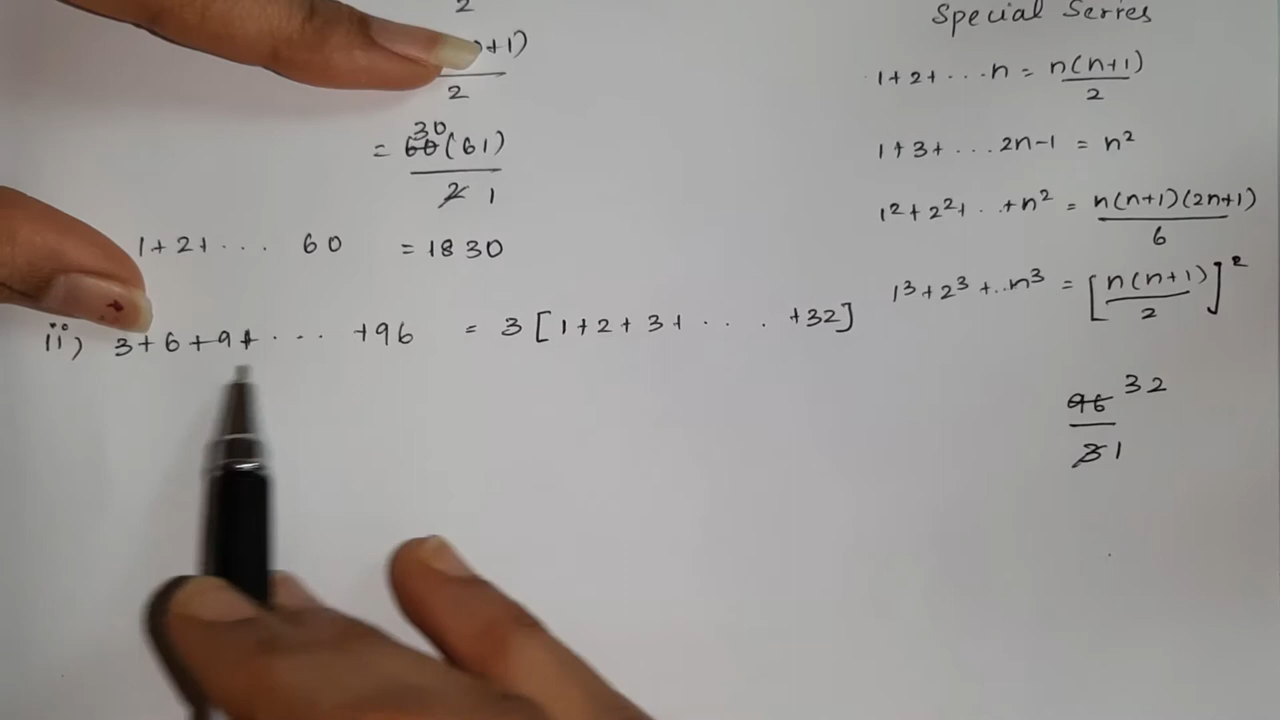 2
n+1)
2
= 30 60(61)
2 1
1+2+... 60 = 1830
ii) 3+6+9+... +96 = 3[1+2+3+.... +32]
Special Series
1+2+...n = n(n+1)
2
1+3+...2n-1 = n²
1²+2²+..+n² = n(n+1)(2n+1)
6
1³+2³+..n³ = [n(n+1)]²
2
96 32
3 1